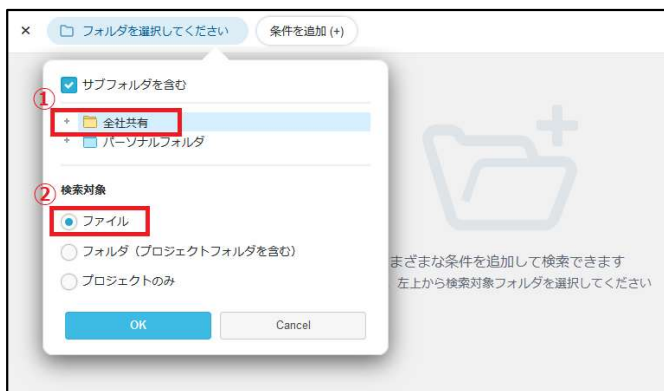 × フォルダを選択してください 条件を追加 (+)
サブフォルダを含む
①
+ 全社共有
+ パーソナルフォルダ
② 検索対象
ファイル
フォルダ（プロジェクトフォルダを含む）
まざまな条件を追加して検索できます
プロジェクトのみ
左上から検索対象フォルダを選択してください
OK Cancel